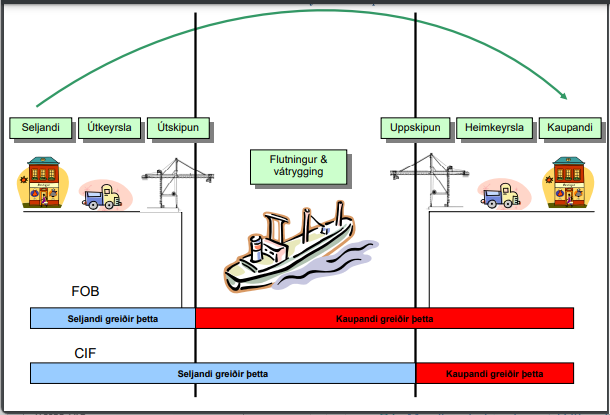 Seljandi
Útkeyrsla
Útskipun
Uppskipun
Heimkeyrsla
Kaupandi
Flutningur &
vátrygging
FOB
Seljandi greiðir þetta
Kaupandi greiðir þetta
CIF
Seljandi greiðir þetta
Kaupandi greiðir þetta